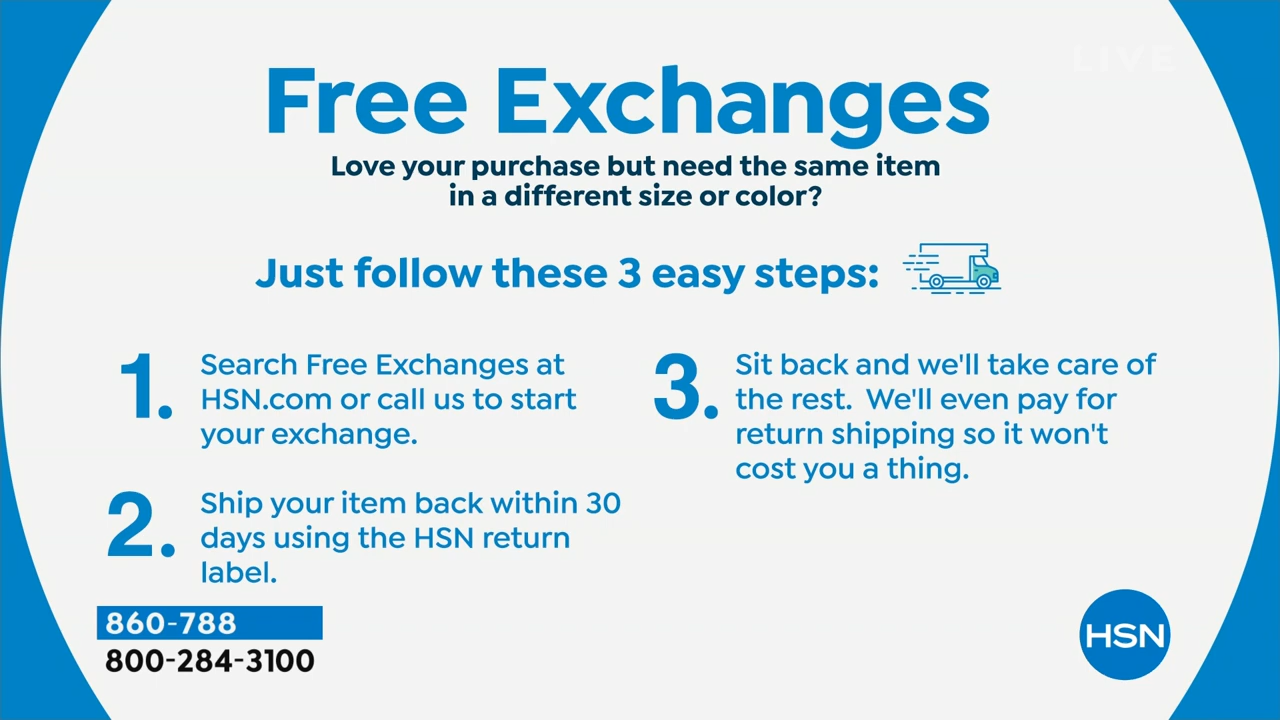 LIVE
Free Exchanges
Love your purchase but need the same item
in a different size or color?
Just follow these 3 easy steps:
1. Search Free Exchanges at
HSN.com or call us to start
your exchange.
2. Ship your item back within 30
days using the HSN return
label.
3. Sit back and we'll take care of
the rest.  We'll even pay for
return shipping so it won't
cost you a thing.
860-788
800-284-3100
HSN